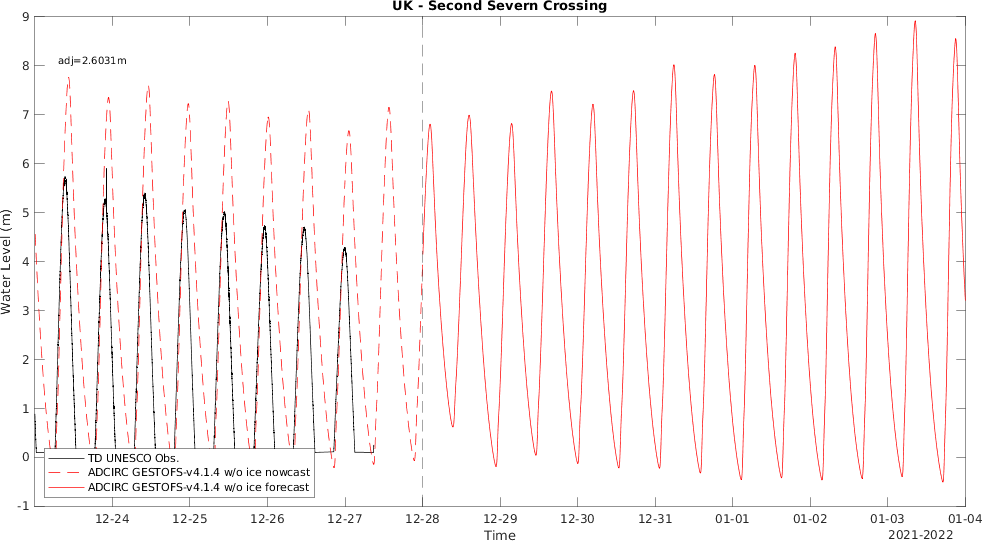 UK - Second Severn Crossing
adj=2.6031m
9
8
7
6
5
4
3
2
1
0
-1
Water Level (m)
TD UNESCO Obs.
ADCIRC GESTOFS-v4.1.4 w/o ice nowcast
ADCIRC GESTOFS-v4.1.4 w/o ice forecast
12-24 12-25 12-26 12-27 12-28 12-29 12-30 12-31 01-01 01-02 01-03 01-04
Time
2021-2022